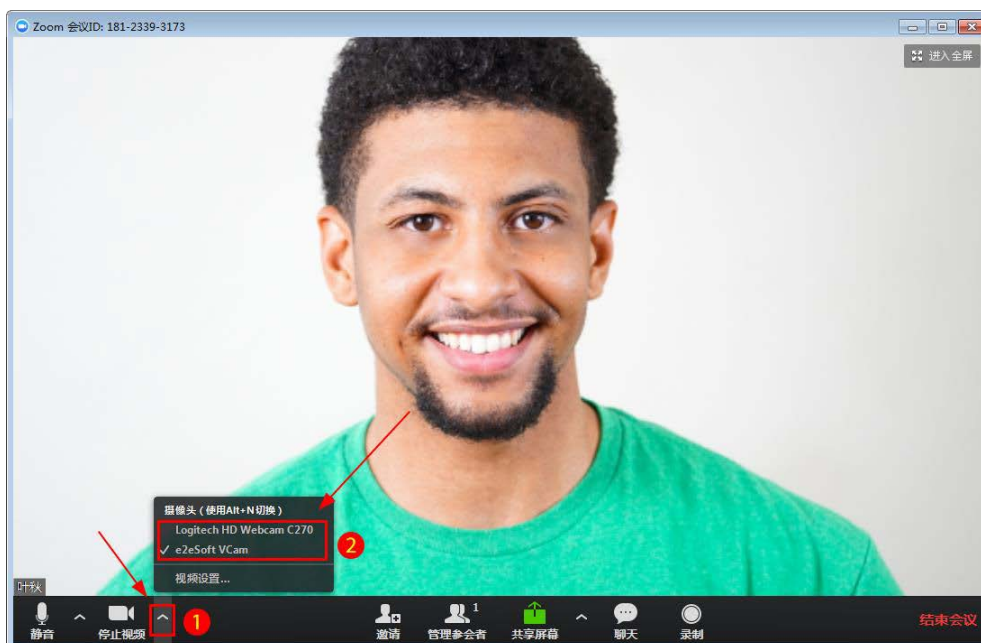 Zoom 会议ID: 181-2339-3173
进入全屏
摄像头（使用Alt+N切换）
Logitech HD Webcam C270
✓ e2eSoft VCam
2
视频设置...
叶秋
1
静音
停止视频
邀请
1
管理参会者
共享屏幕
聊天
录制
结束会议